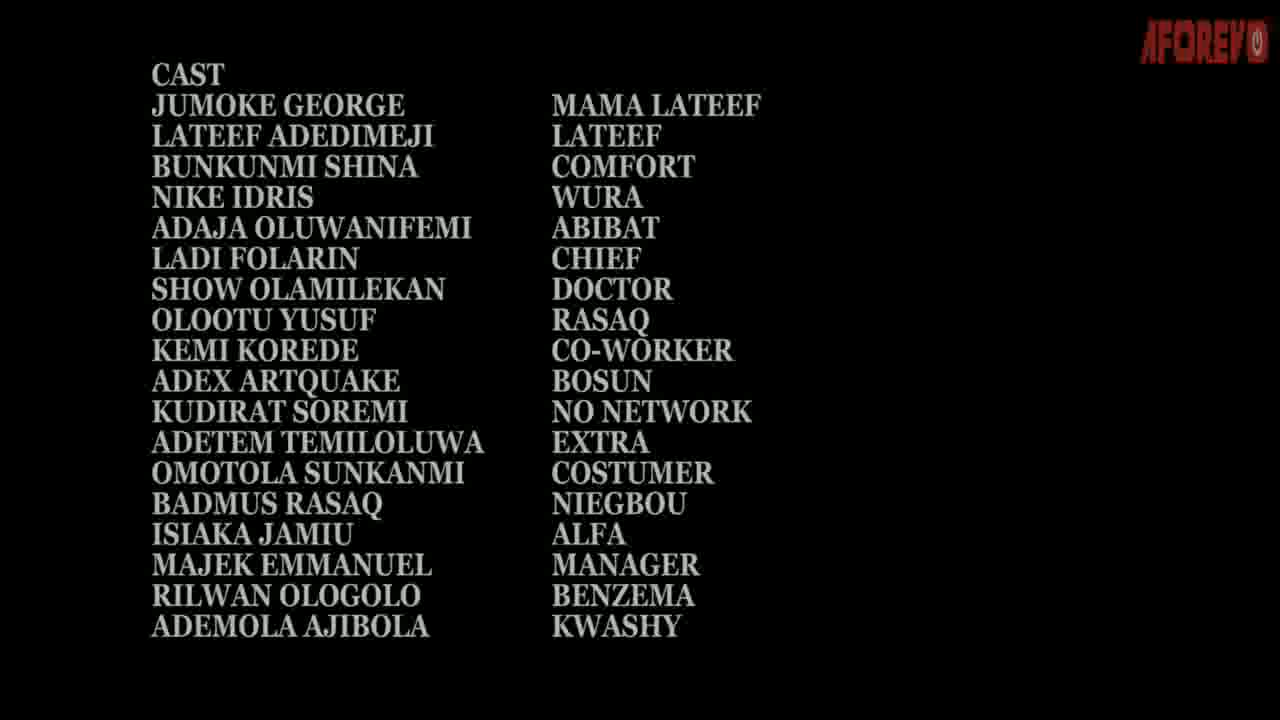 AFOREVO
CAST
JUMOKE GEORGE MAMA LATEEF
LATEEF ADEDIMEJI LATEEF
BUNKUNMI SHINA COMFORT
NIKE IDRIS WURA
ADAJA OLUWANIFEMI ABIBAT
LADI FOLARIN CHIEF
SHOW OLAMILEKAN DOCTOR
OLOOTU YUSUF RASAQ
KEMI KOREDE CO-WORKER
ADEX ARTQUAKE BOSUN
KUDIRAT SOREMI NO NETWORK
ADETEM TEMILOLUWA EXTRA
OMOTOLA SUNKANMI COSTUMER
BADMUS RASAQ NIEGBOU
ISIAKA JAMIU ALFA
MAJEK EMMANUEL MANAGER
RILWAN OLOGOLO BENZEMA
ADEMOLA AJIBOLA KWASHY